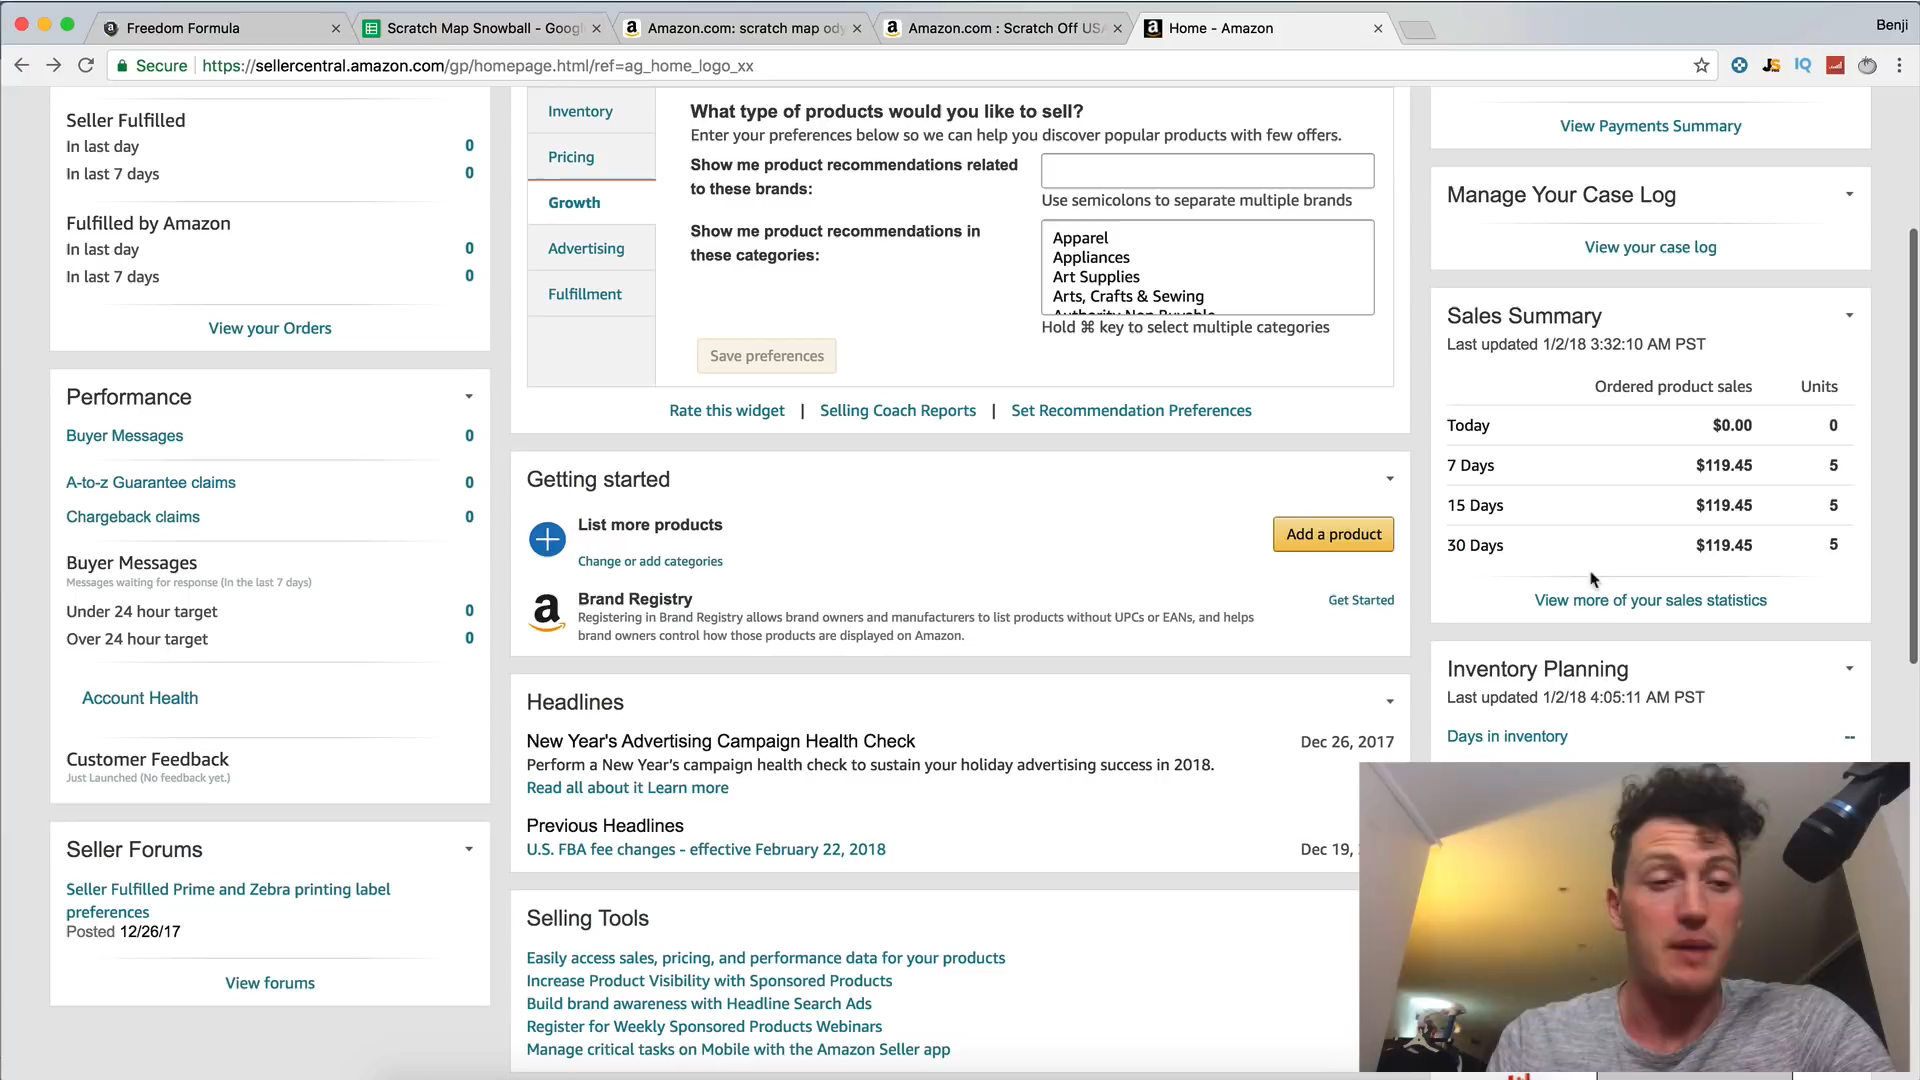 Freedom Formula
Scratch Map Snowball - Googl
Amazon.com: scratch map ody
Amazon.com : Scratch Off USA
Home - Amazon
Benji
Secure
https://sellercentral.amazon.com/gp/homepage.html/ref=ag_home_logo_xx
Seller Fulfilled
In last day 0
In last 7 days 0
Fulfilled by Amazon
In last day 0
In last 7 days 0
View your Orders
Performance
Buyer Messages 0
A-to-z Guarantee claims 0
Chargeback claims 0
Buyer Messages
Messages waiting for response (In the last 7 days)
Under 24 hour target 0
Over 24 hour target 0
Account Health
Customer Feedback
Just Launched (No feedback yet.)
Seller Forums
Seller Fulfilled Prime and Zebra printing label
preferences
Posted 12/26/17
View forums
Inventory
Pricing
Growth
Advertising
Fulfillment
What type of products would you like to sell?
Enter your preferences below so we can help you discover popular products with few offers.
Show me product recommendations related
to these brands:
Use semicolons to separate multiple brands
Show me product recommendations in
these categories:
Apparel
Appliances
Art Supplies
Arts, Crafts & Sewing
Hold ⌘ key to select multiple categories
Save preferences
Rate this widget | Selling Coach Reports | Set Recommendation Preferences
Getting started
List more products
Add a product
Change or add categories
Brand Registry
Get Started
Registering in Brand Registry allows brand owners and manufacturers to list products without UPCs or EANs, and helps
brand owners control how those products are displayed on Amazon.
Headlines
New Year's Advertising Campaign Health Check Dec 26, 2017
Perform a New Year's campaign health check to sustain your holiday advertising success in 2018.
Read all about it Learn more
Previous Headlines
U.S. FBA fee changes - effective February 22, 2018 Dec 19,
Selling Tools
Easily access sales, pricing, and performance data for your products
Increase Product Visibility with Sponsored Products
Build brand awareness with Headline Search Ads
Register for Weekly Sponsored Products Webinars
Manage critical tasks on Mobile with the Amazon Seller app
View Payments Summary
Manage Your Case Log
View your case log
Sales Summary
Last updated 1/2/18 3:32:10 AM PST
Ordered product sales Units
Today $0.00 0
7 Days $119.45 5
15 Days $119.45 5
30 Days $119.45 5
View more of your sales statistics
Inventory Planning
Last updated 1/2/18 4:05:11 AM PST
Days in inventory --